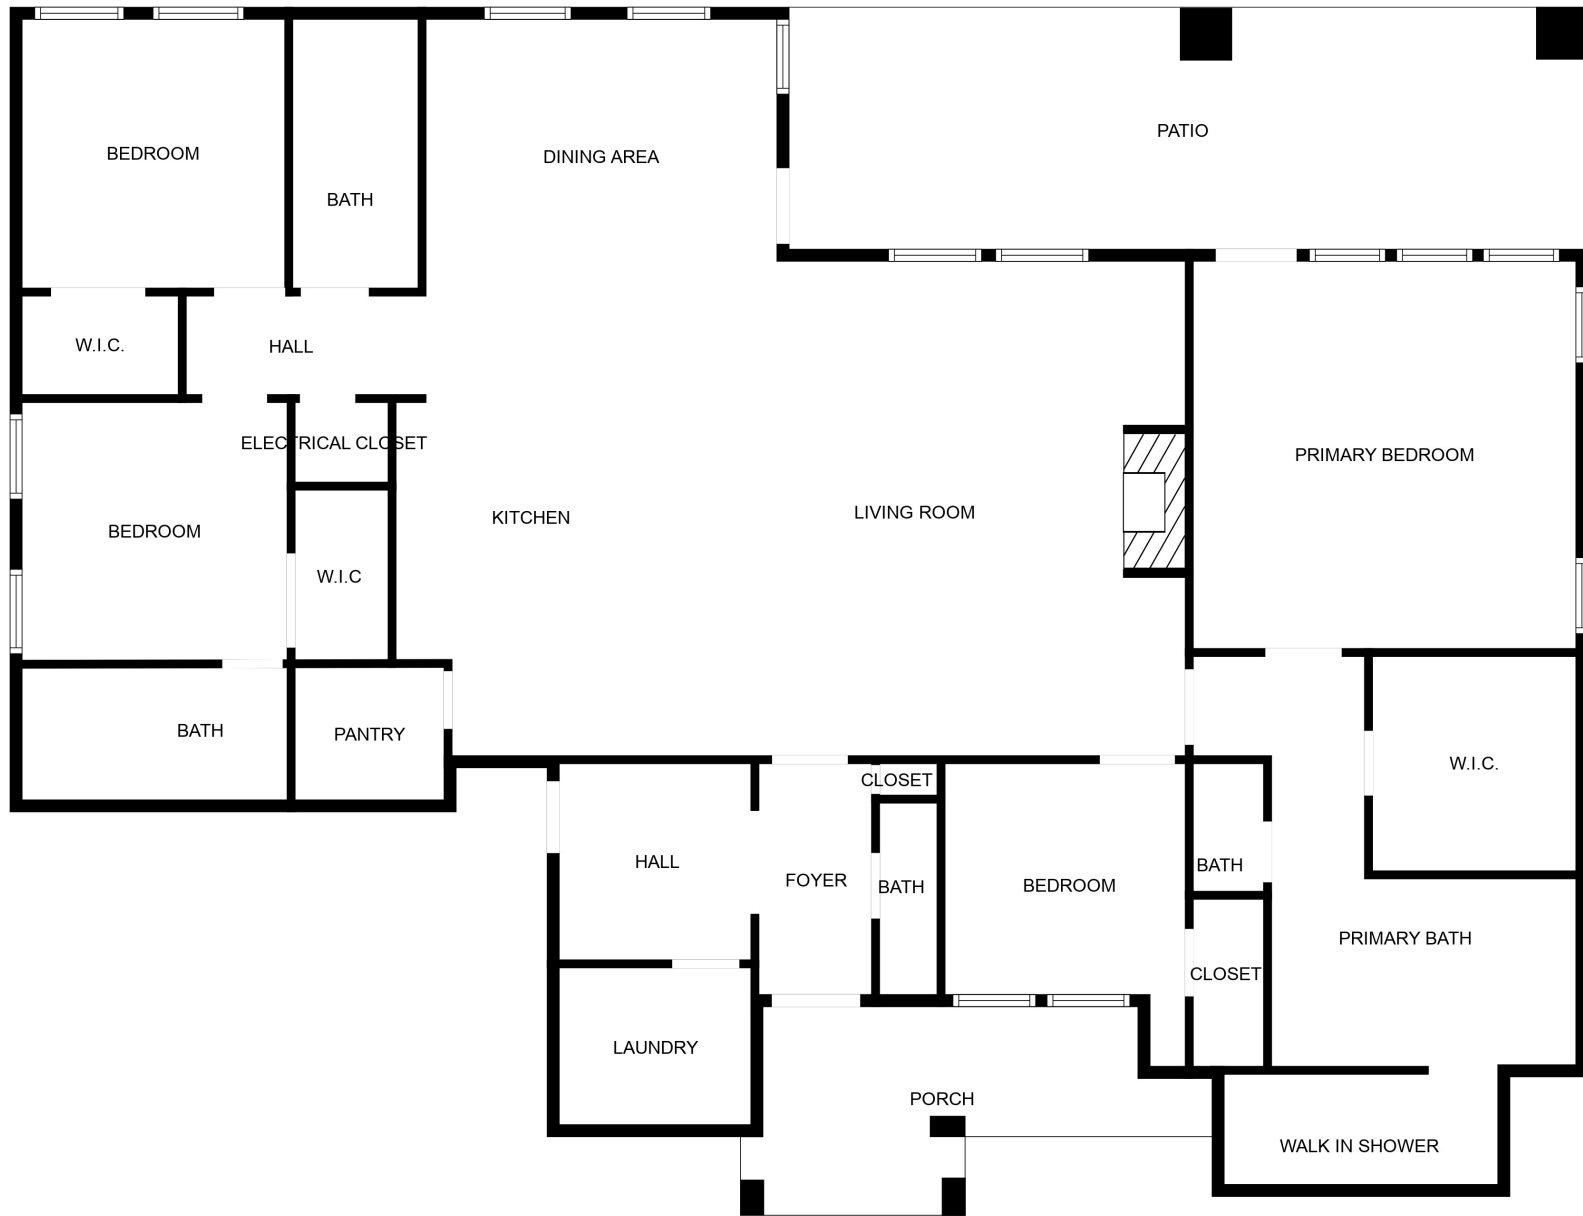 PATIO
BEDROOM
DINING AREA
BATH
W.I.C.
HALL
ELECTRICAL CLOSET
PRIMARY BEDROOM
KITCHEN
LIVING ROOM
BEDROOM
W.I.C
BATH
PANTRY
W.I.C.
CLOSET
HALL
BATH
FOYER
BATH
BEDROOM
PRIMARY BATH
CLOSET
LAUNDRY
PORCH
WALK IN SHOWER